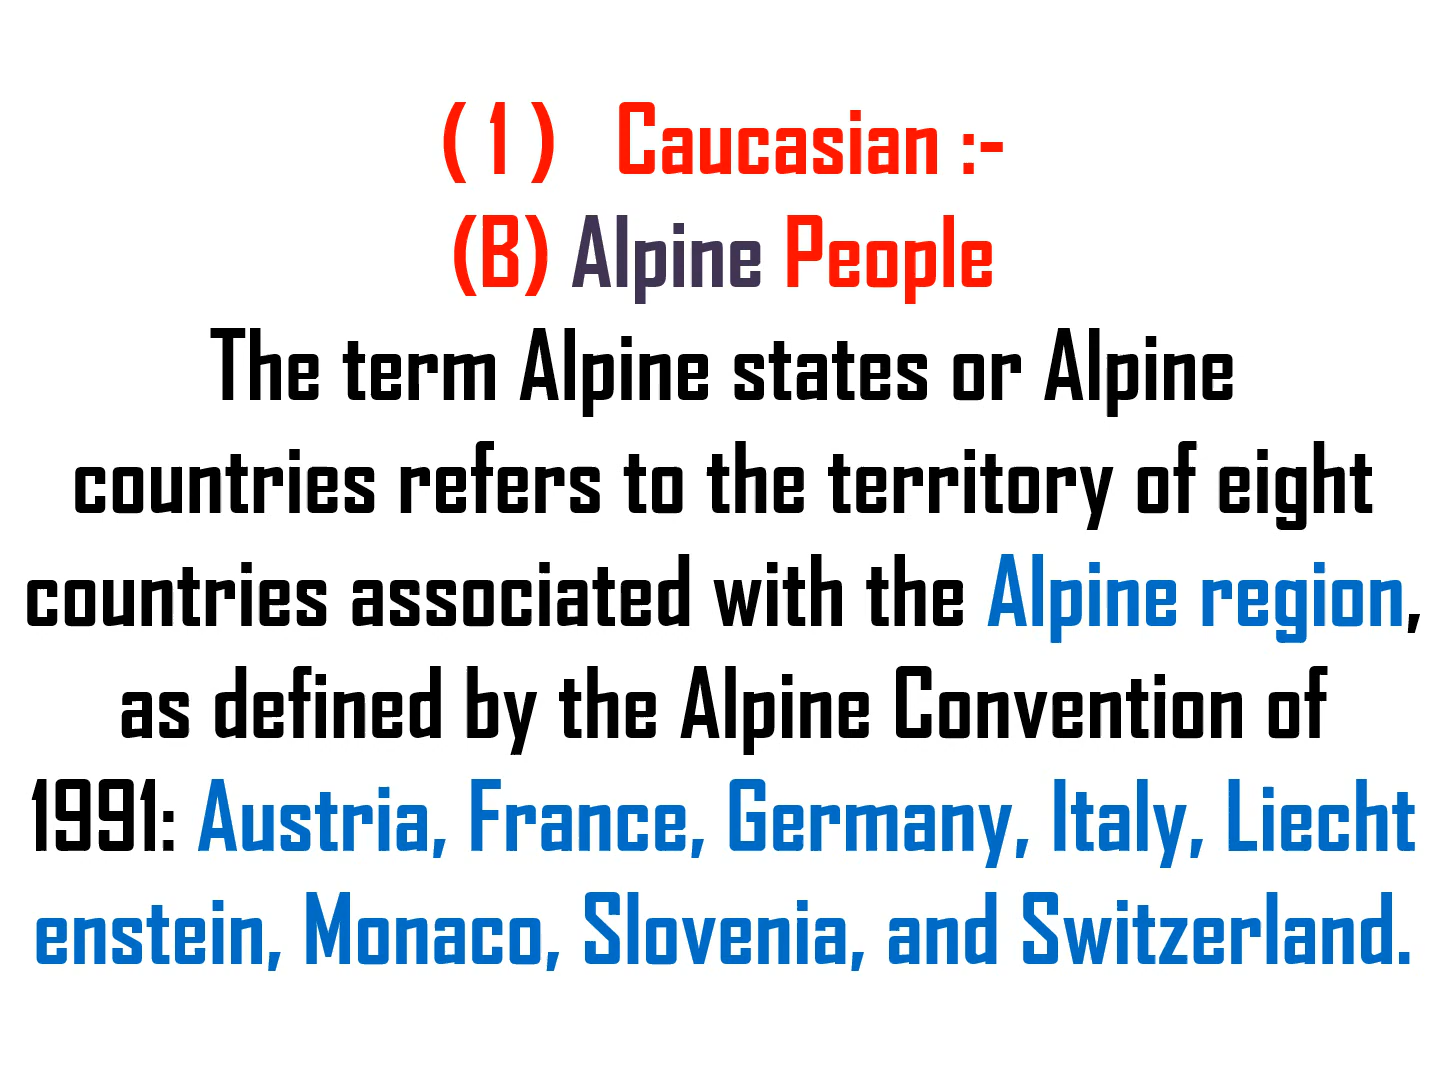 ( 1 ) Caucasian :-
(B) Alpine People
The term Alpine states or Alpine
countries refers to the territory of eight
countries associated with the Alpine region,
as defined by the Alpine Convention of
1991: Austria, France, Germany, Italy, Liecht
enstein, Monaco, Slovenia, and Switzerland.